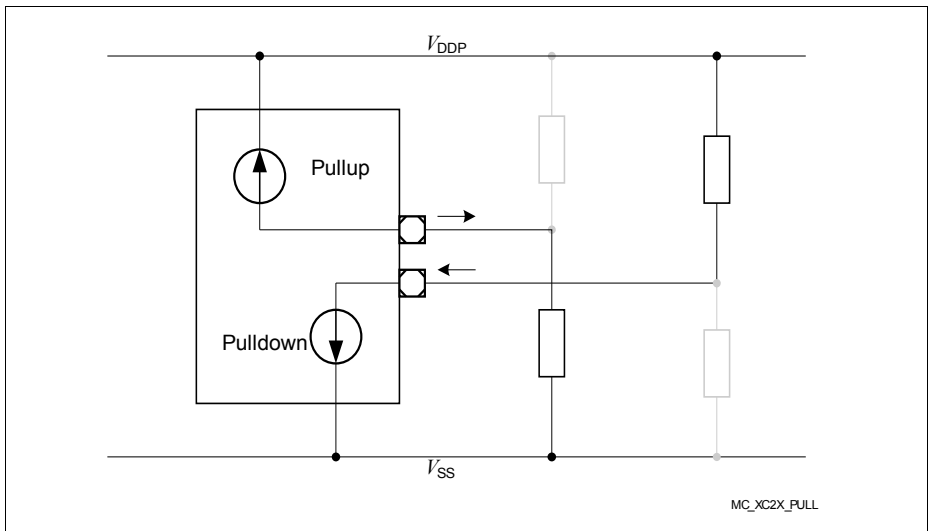 VDDP
Pullup
Pulldown
VSS
MC_XC2X_PULL